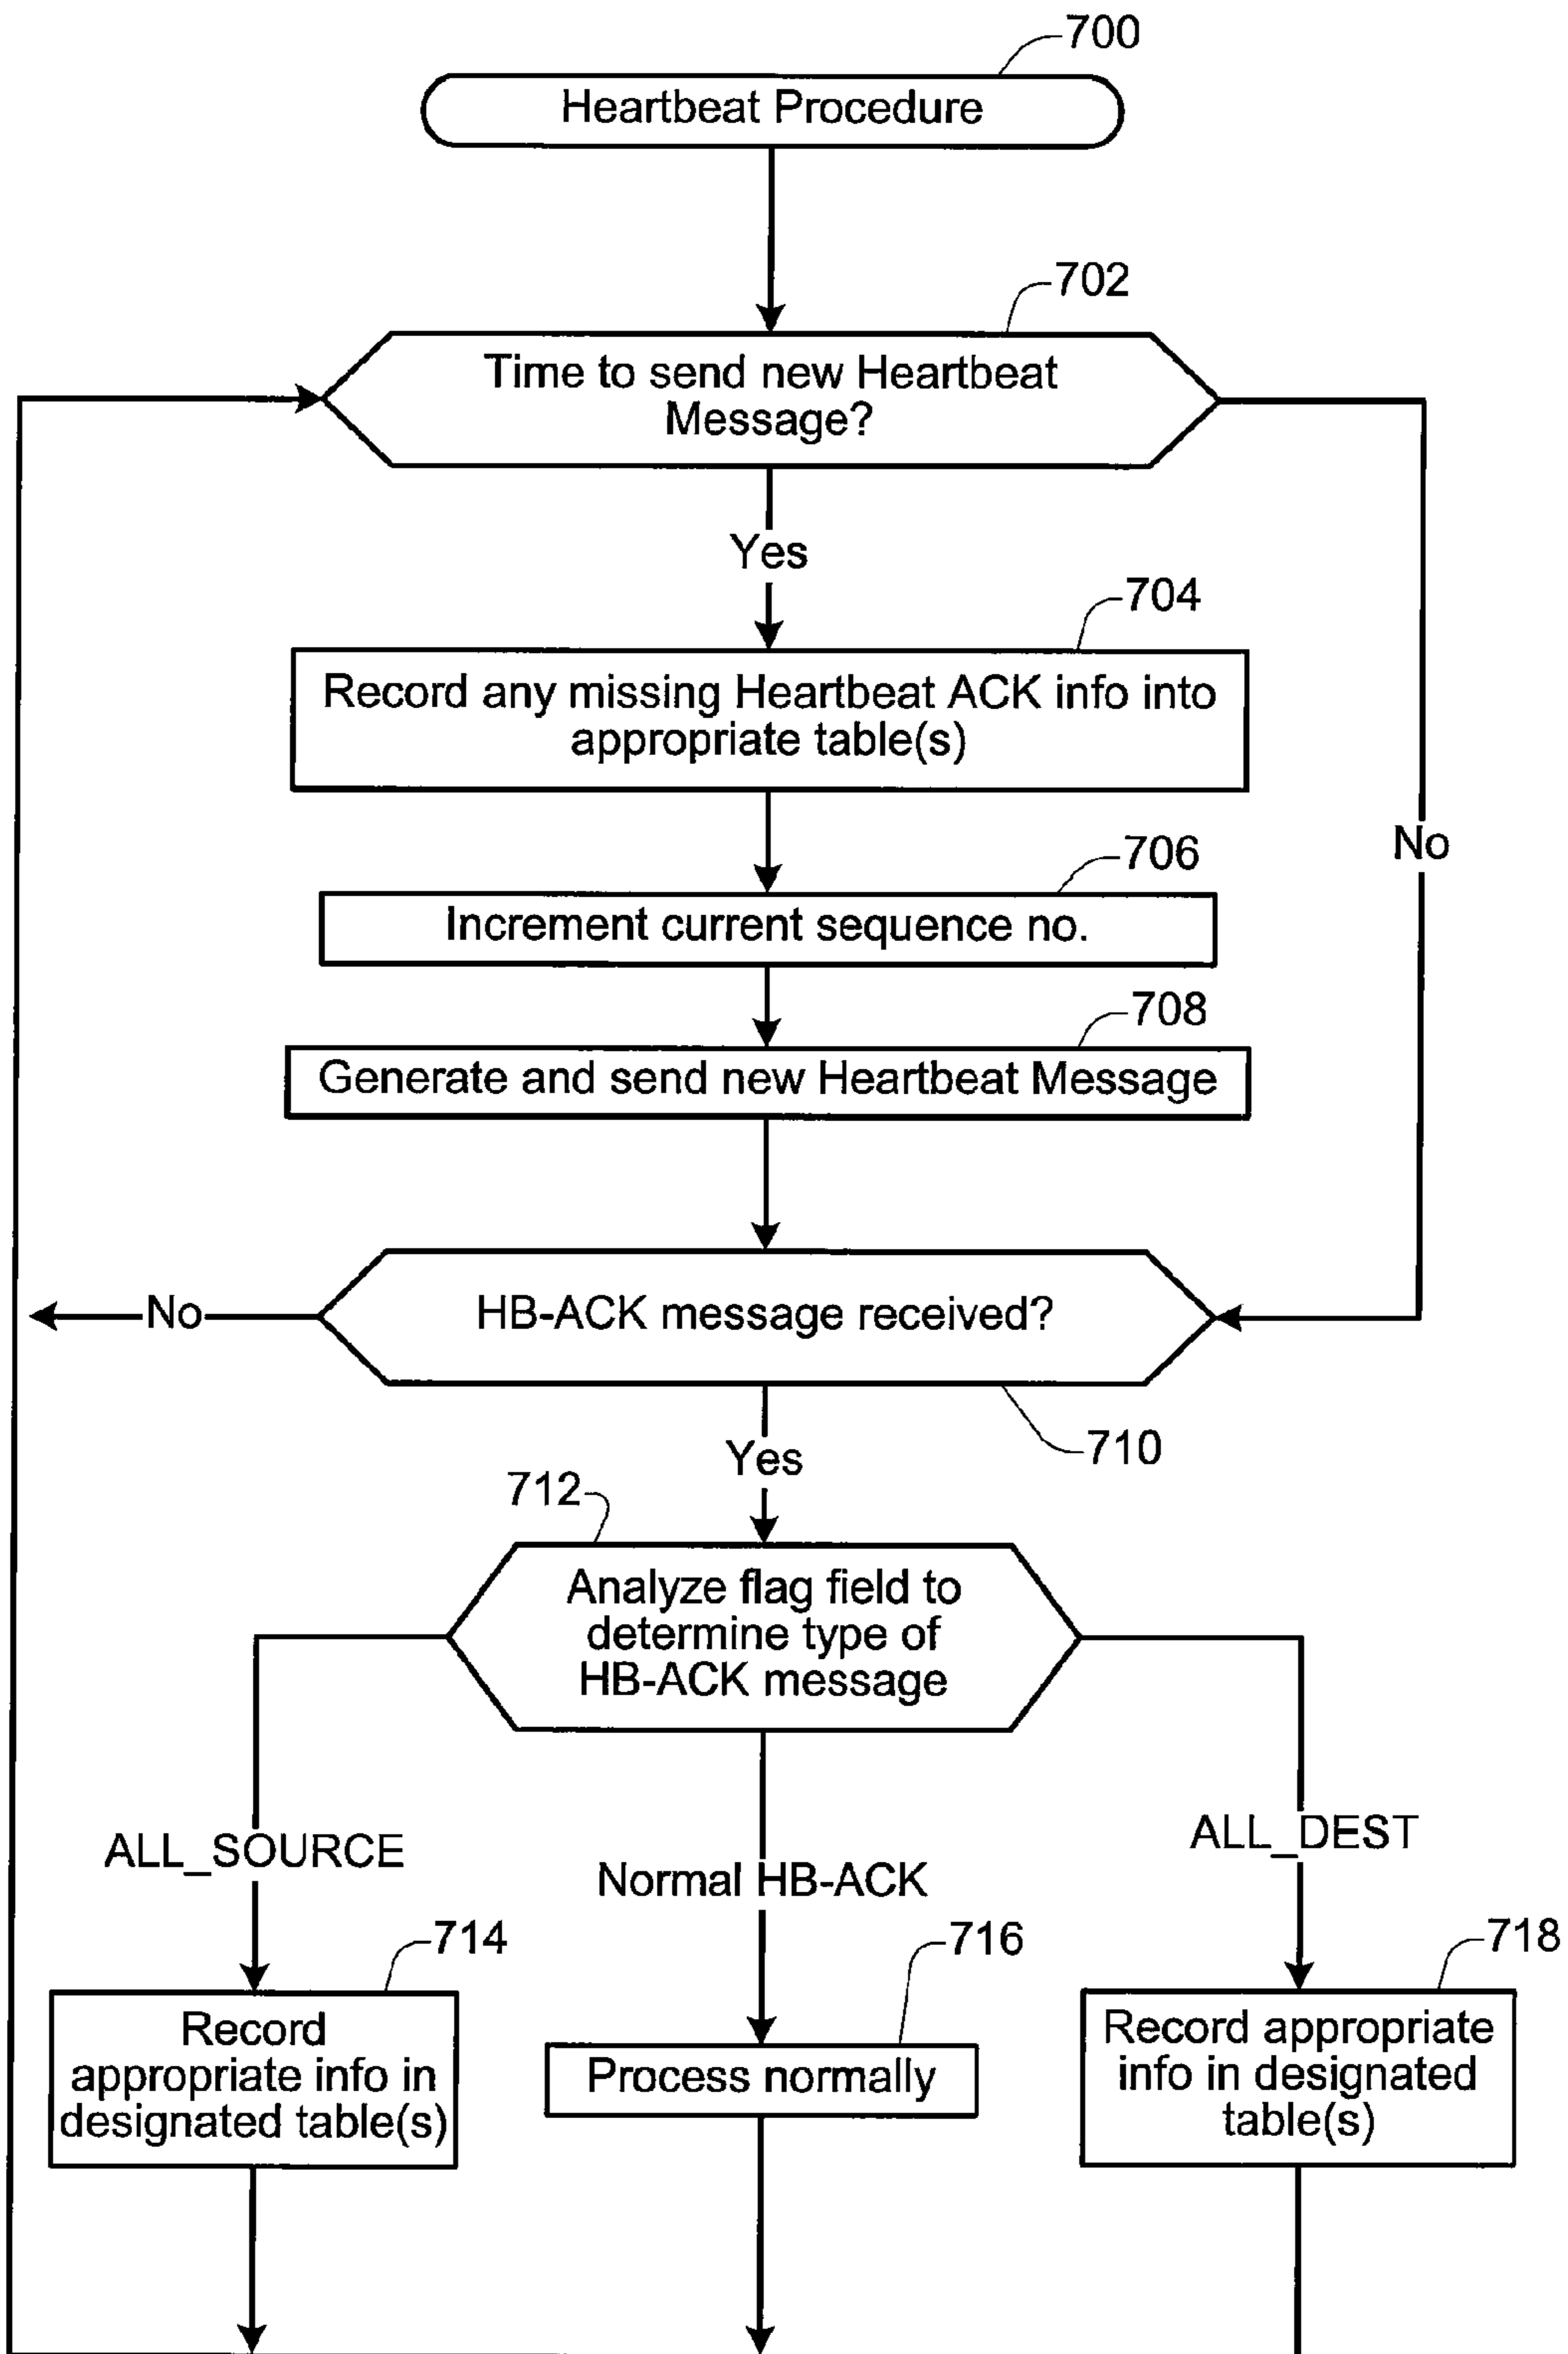 700
Heartbeat Procedure
702
Time to send new Heartbeat
Message?
Yes
704
Record any missing Heartbeat ACK info into
appropriate table(s)
No
706
Increment current sequence no.
708
Generate and send new Heartbeat Message
No
HB-ACK message received?
710
Yes
712
Analyze flag field to
determine type of
HB-ACK message
ALL_SOURCE
Normal HB-ACK
ALL_DEST
714
Record
appropriate info in
designated table(s)
716
Process normally
718
Record appropriate
info in designated
table(s)